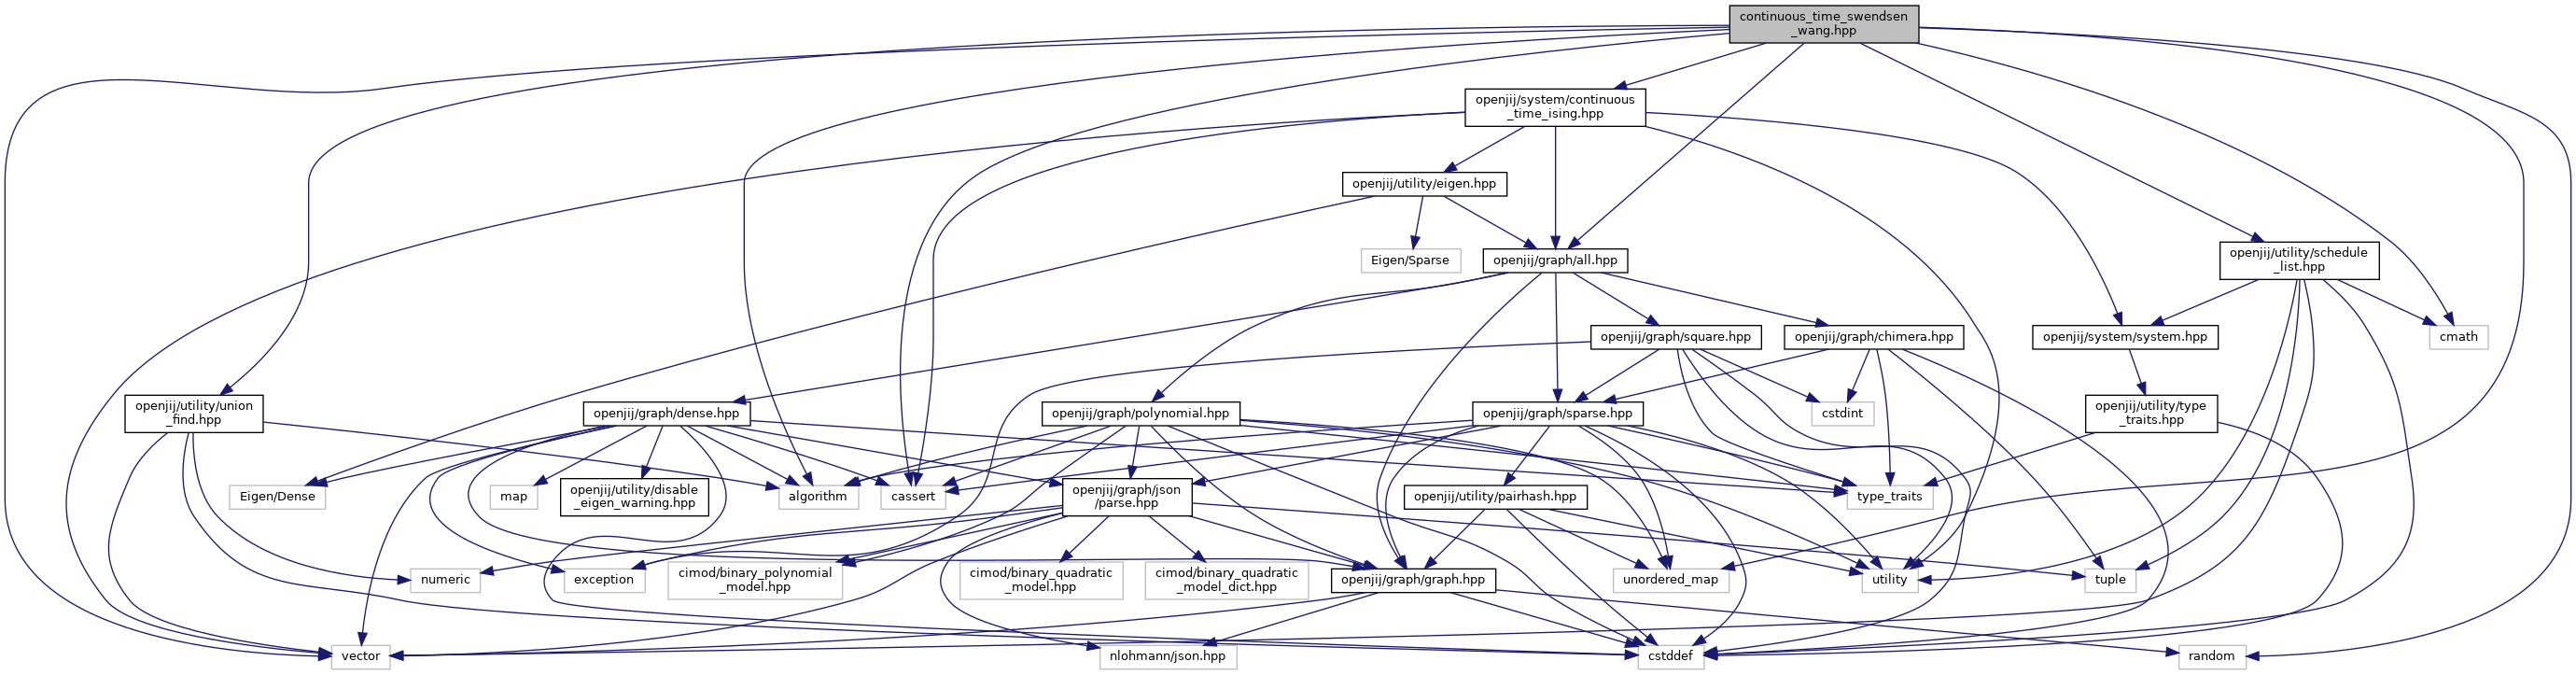 continuous_time_swendsen
_wang.hpp
openjij/system/continuous
_time_ising.hpp
openjij/utility/eigen.hpp
Eigen/Sparse
openjij/graph/all.hpp
openjij/utility/schedule
_list.hpp
openjij/graph/square.hpp
openjij/graph/chimera.hpp
openjij/system/system.hpp
cmath
openjij/utility/union
_find.hpp
openjij/graph/dense.hpp
openjij/graph/polynomial.hpp
openjij/graph/sparse.hpp
cstdint
openjij/utility/type
_traits.hpp
Eigen/Dense
map
openjij/utility/disable
_eigen_warning.hpp
algorithm
cassert
openjij/graph/json
/parse.hpp
openjij/utility/pairhash.hpp
type_traits
numeric
exception
cimod/binary_polynomial
_model.hpp
cimod/binary_quadratic
_model.hpp
cimod/binary_quadratic
_model_dict.hpp
openjij/graph/graph.hpp
unordered_map
utility
tuple
vector
nlohmann/json.hpp
cstddef
random